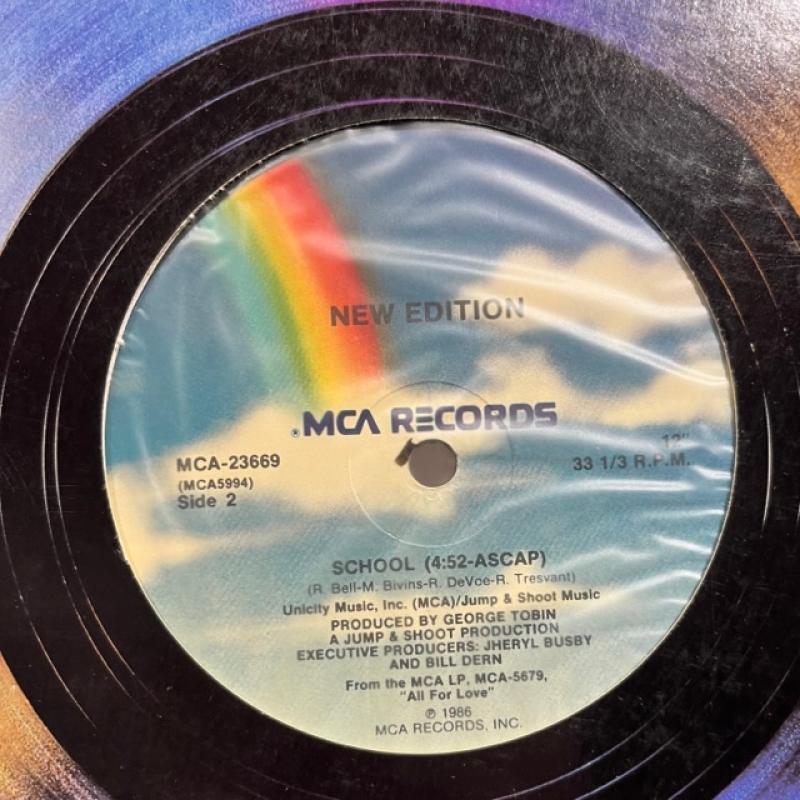 NEW EDITION
®MCA RECORDS
MCA-23669
(MCA5994)
Side 2
12"
33 1/3 R.P.M.
SCHOOL (4:52-ASCAP)
(R. Bell-M. Bivins-R. DeVoe-R. Tresvant)
Unicity Music, Inc. (MCA)/Jump & Shoot Music
PRODUCED BY GEORGE TOBIN
A JUMP & SHOOT PRODUCTION
EXECUTIVE PRODUCERS: JHERYL BUSBY
AND BILL DERN
From the MCA LP, MCA-5679,
"All For Love"
℗ 1986
MCA RECORDS, INC.